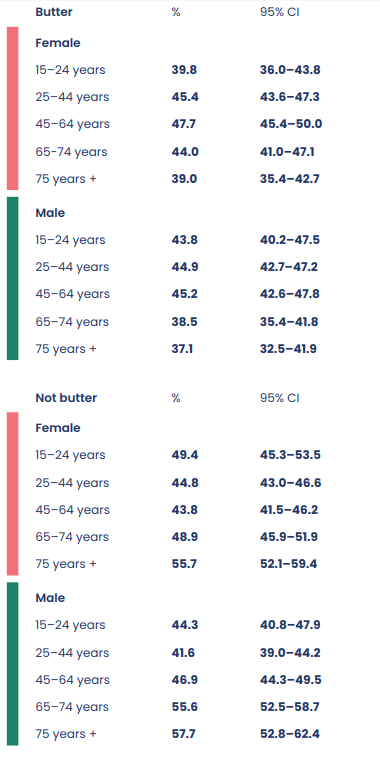 Butter % 95% CI
Female
15–24 years 39.8 36.0–43.8
25–44 years 45.4 43.6–47.3
45–64 years 47.7 45.4–50.0
65-74 years 44.0 41.0–47.1
75 years + 39.0 35.4–42.7
Male
15–24 years 43.8 40.2–47.5
25–44 years 44.9 42.7–47.2
45–64 years 45.2 42.6–47.8
65–74 years 38.5 35.4–41.8
75 years + 37.1 32.5–41.9
Not butter % 95% CI
Female
15–24 years 49.4 45.3–53.5
25–44 years 44.8 43.0–46.6
45–64 years 43.8 41.5–46.2
65–74 years 48.9 45.9–51.9
75 years + 55.7 52.1–59.4
Male
15–24 years 44.3 40.8–47.9
25–44 years 41.6 39.0–44.2
45–64 years 46.9 44.3–49.5
65–74 years 55.6 52.5–58.7
75 years + 57.7 52.8–62.4